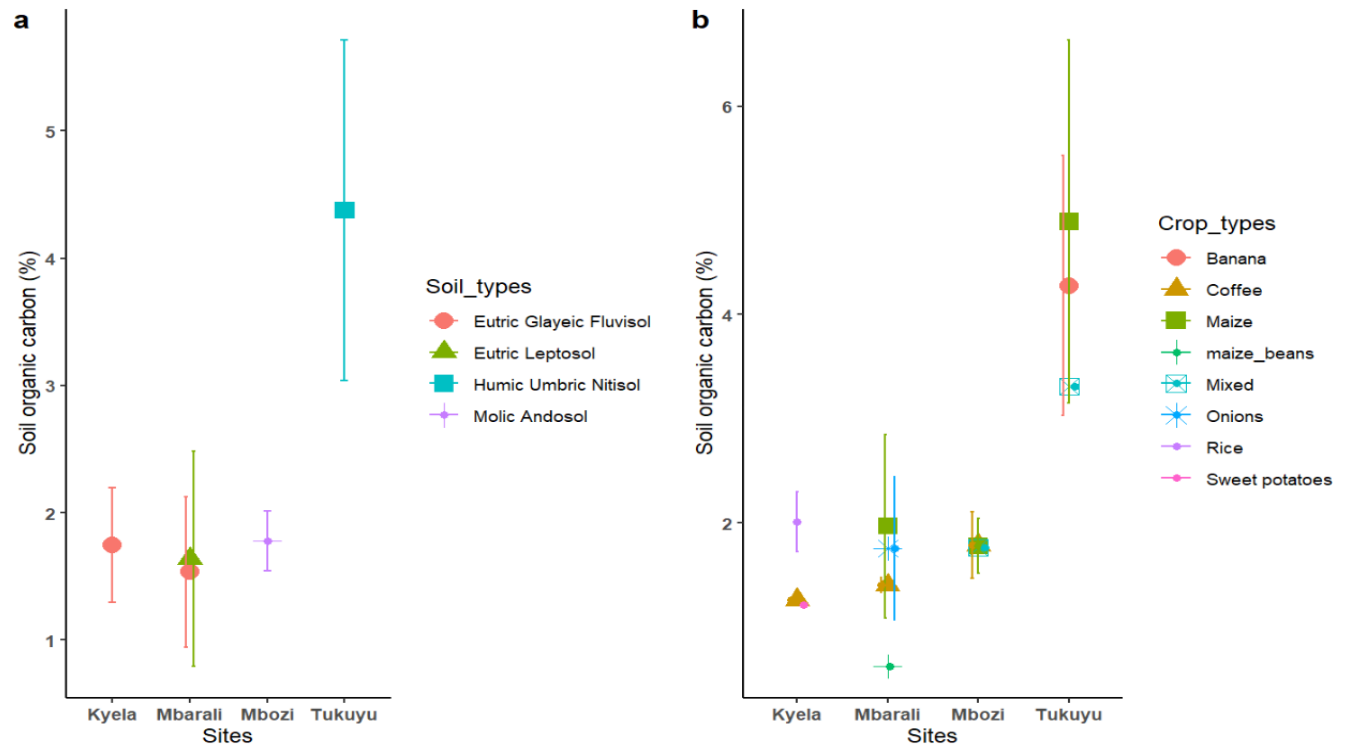 a
Soil organic carbon (%)
5
4
3
2
1
Kyela Mbarali Mbozi Tukuyu
Sites
Soil_types
Eutric Glayeic Fluvisol
Eutric Leptosol
Humic Umbric Nitisol
Molic Andosol
b
Soil organic carbon (%)
6
4
2
Kyela Mbarali Mbozi Tukuyu
Sites
Crop_types
Banana
Coffee
Maize
maize_beans
Mixed
Onions
Rice
Sweet potatoes